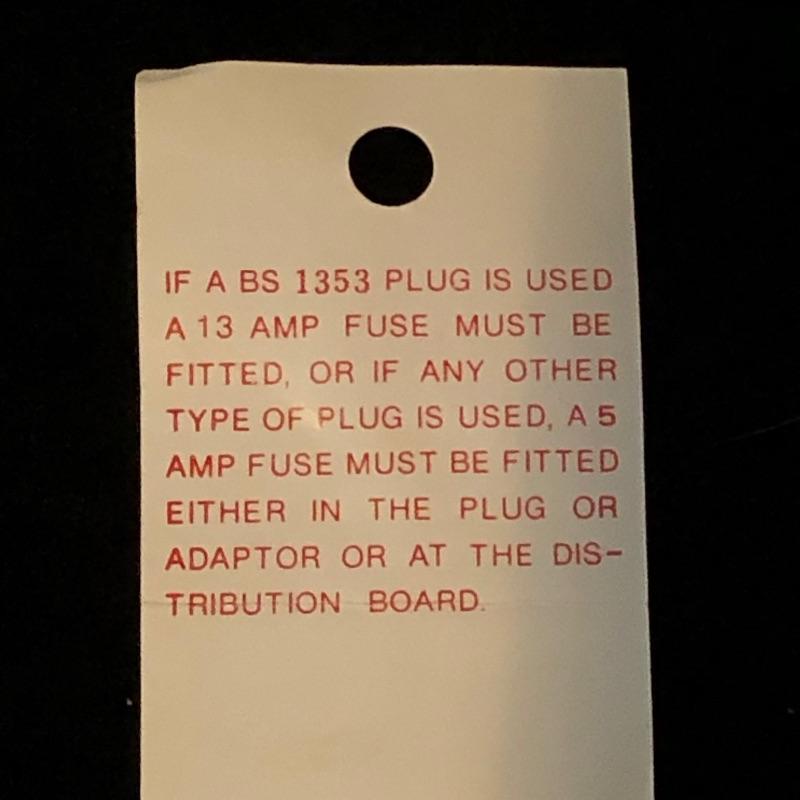 IF A BS 1353 PLUG IS USED
A 13 AMP FUSE MUST BE
FITTED, OR IF ANY OTHER
TYPE OF PLUG IS USED, A 5
AMP FUSE MUST BE FITTED
EITHER IN THE PLUG OR
ADAPTOR OR AT THE DIS-
TRIBUTION BOARD.